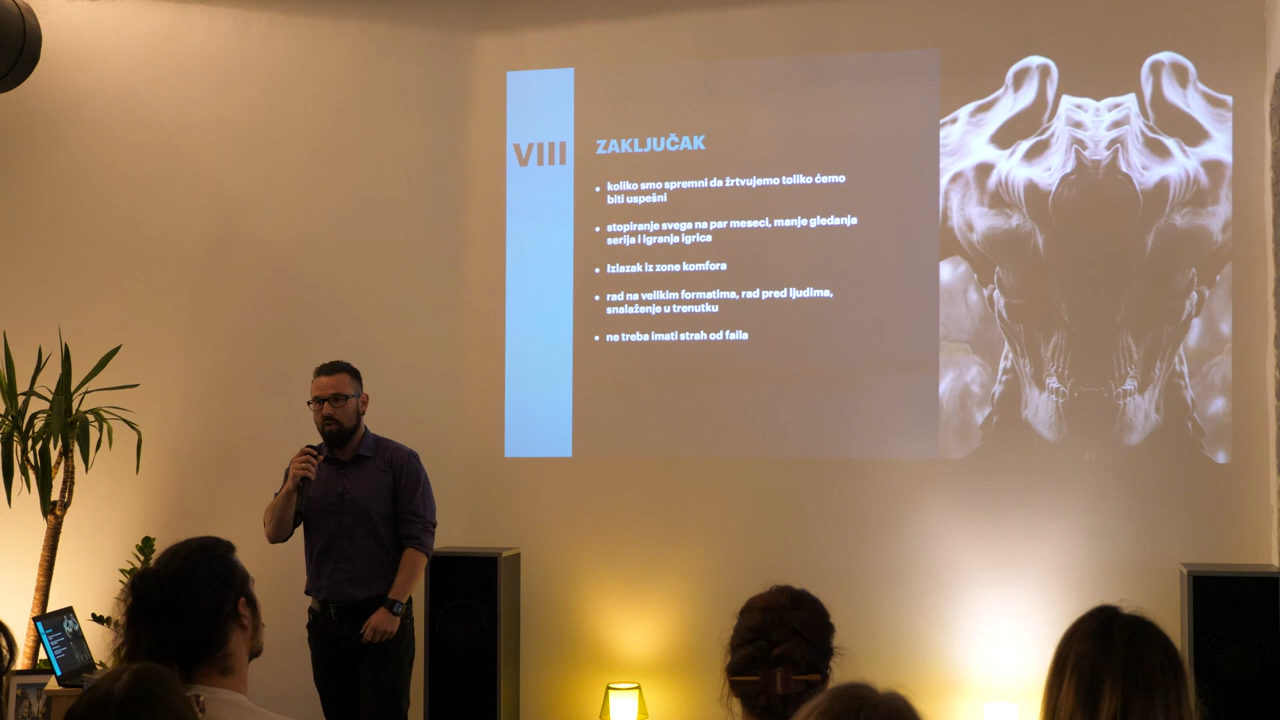 VIII
ZAKLJUČAK
koliko smo spremni da žrtvujemo toliko ćemo
biti uspešni
stopiranje svega na par meseci, manje gledanja
serija i igranja igrica
Izlazak iz zone komfora
rad na velikim formatima, rad pred ljudima,
snalaženje u trenutku
ne treba imati strah od faila